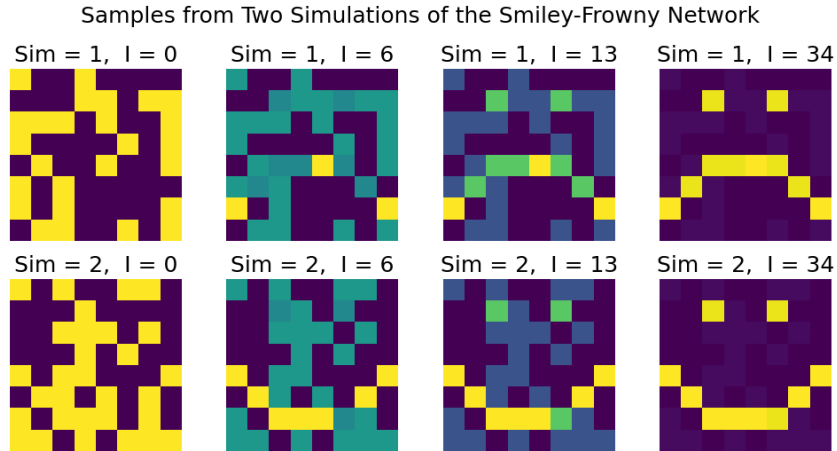 Samples from Two Simulations of the Smiley-Frowny Network
Sim = 1, I = 0
Sim = 1, I = 6
Sim = 1, I = 13
Sim = 1, I = 34
Sim = 2, I = 0
Sim = 2, I = 6
Sim = 2, I = 13
Sim = 2, I = 34